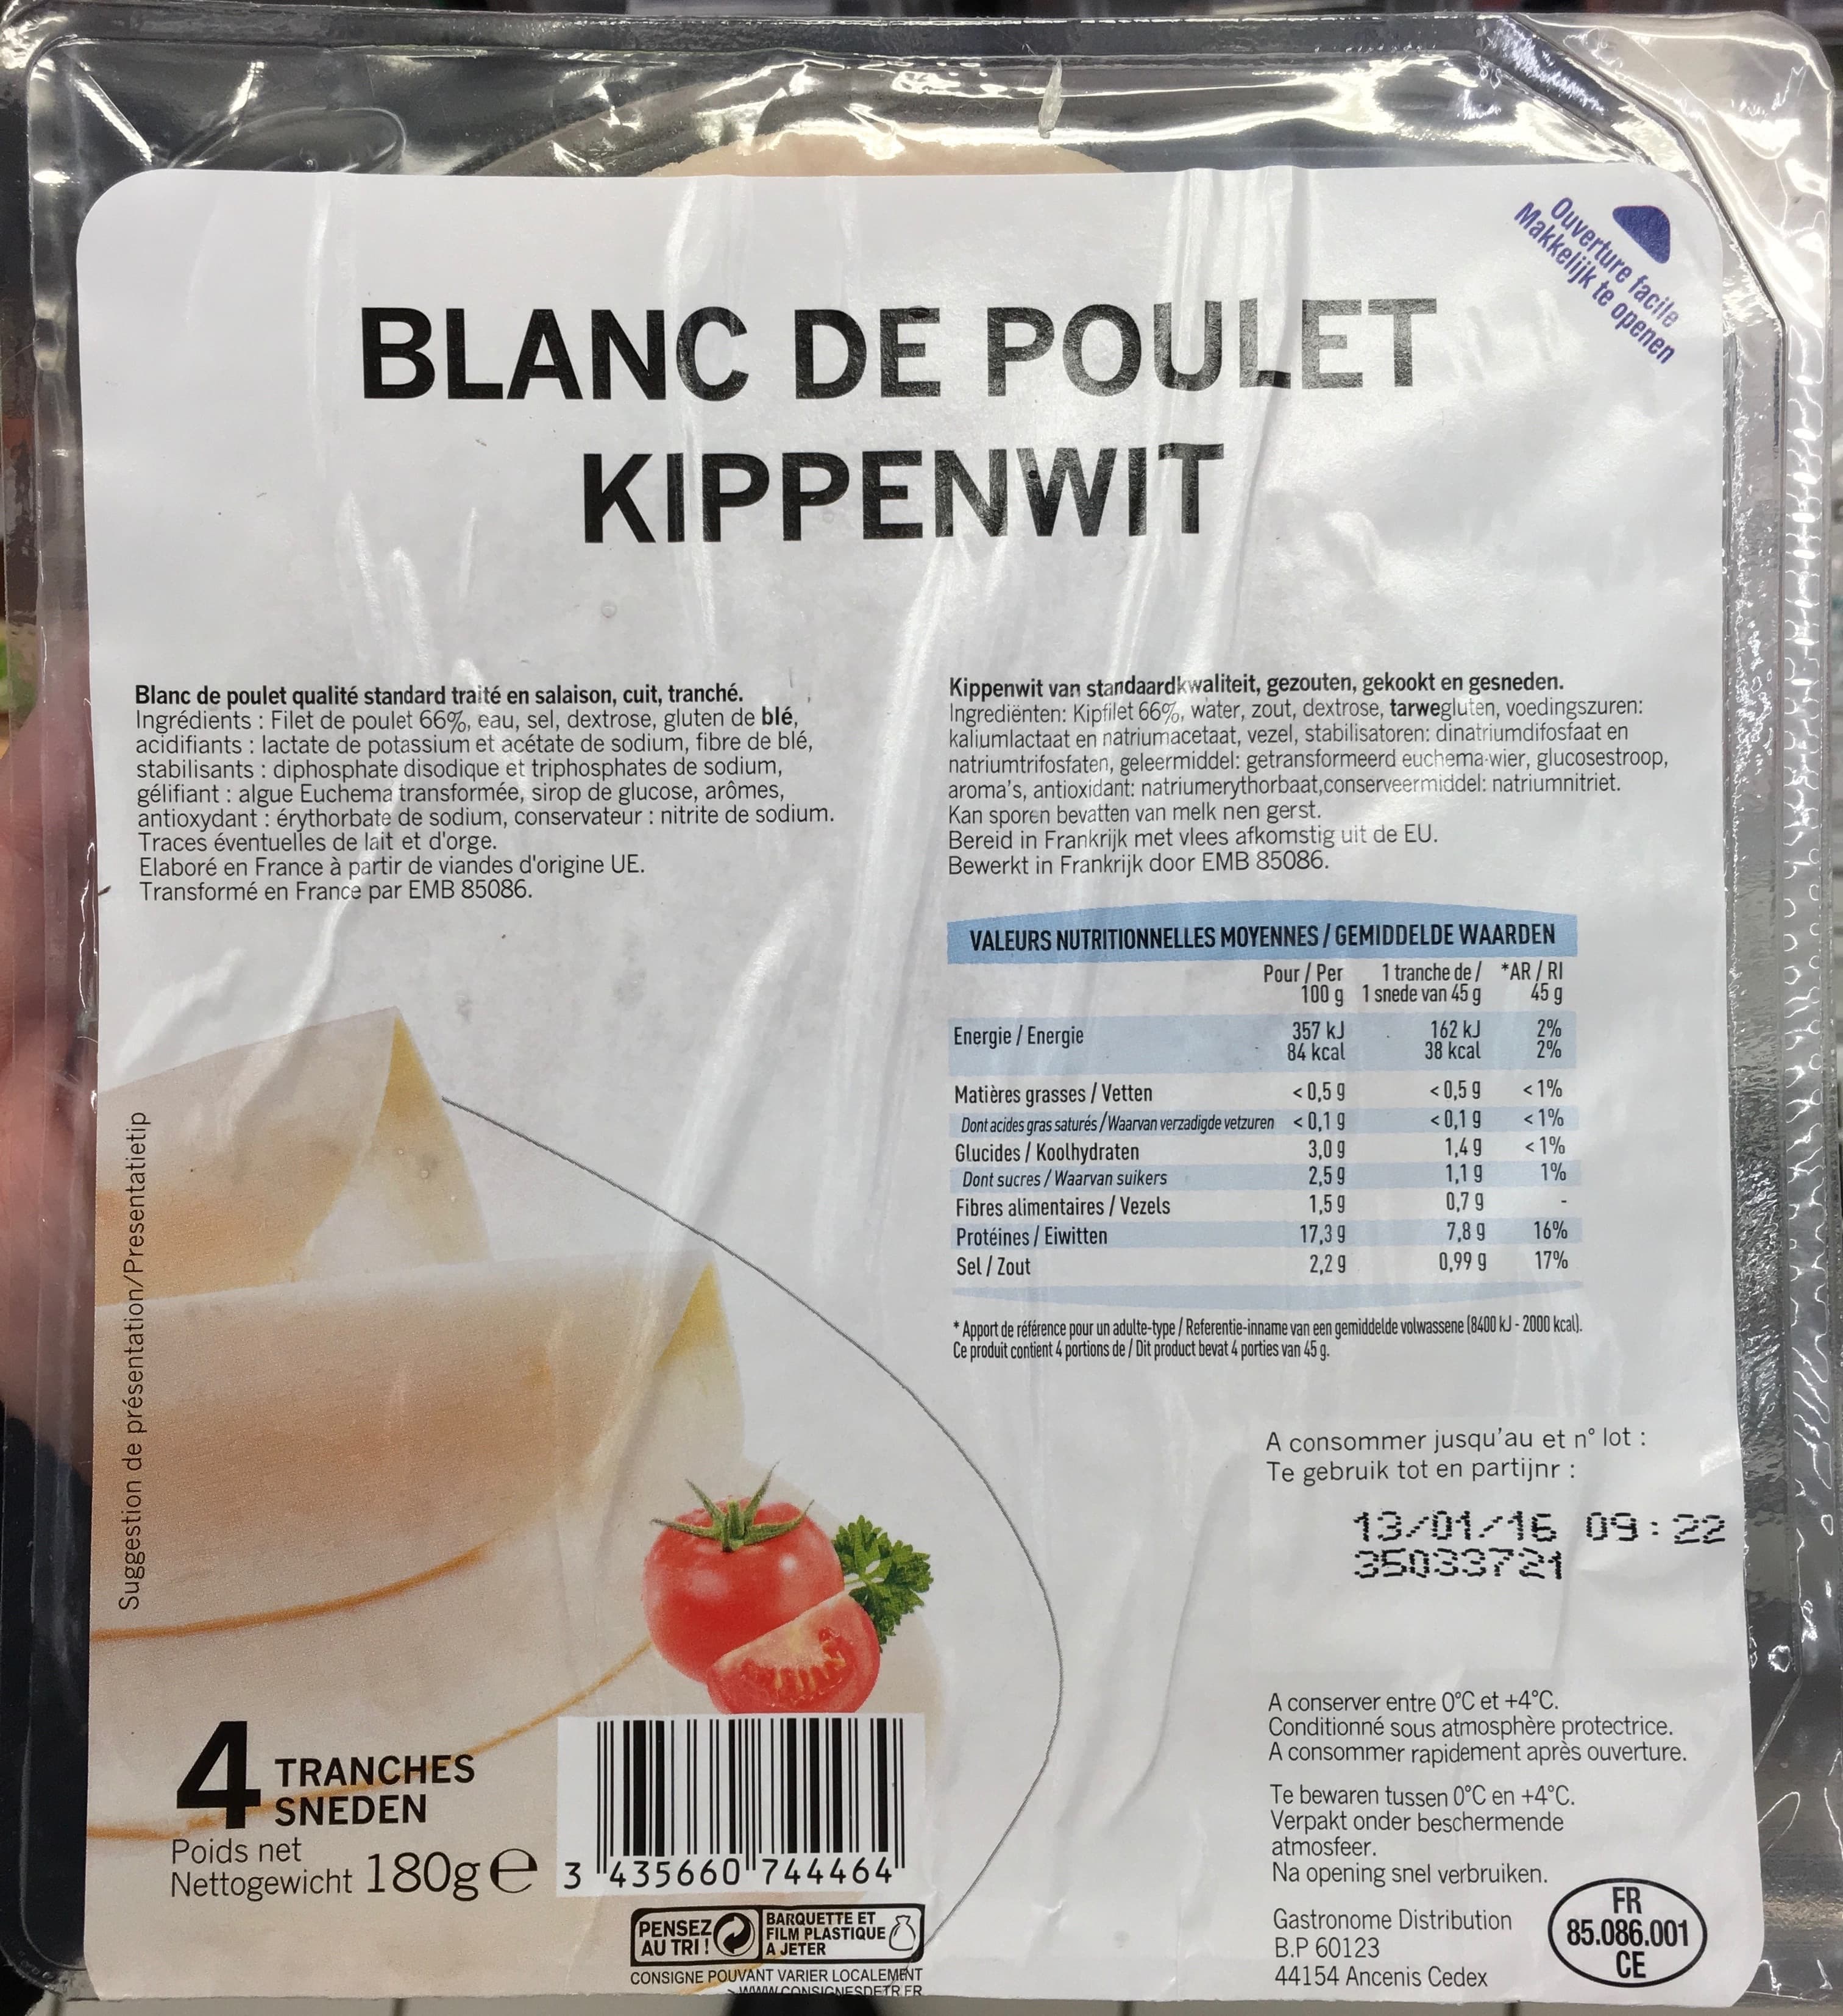 Ouverture facile
Makkelijk te openen
BLANC DE POULET
KIPPENWIT
Blanc de poulet qualité standard traité en salaison, cuit, tranché.
Ingrédients : Filet de poulet 66%, eau, sel, dextrose, gluten de blé,
acidifiants : lactate de potassium et acétate de sodium, fibre de blé,
stabilisants : diphosphate disodique et triphosphates de sodium,
gélifiant : algue Euchema transformée, sirop de glucose, arômes,
antioxydant : érythorbate de sodium, conservateur : nitrite de sodium.
Traces éventuelles de lait et d'orge.
Elaboré en France à partir de viandes d'origine UE.
Transformé en France par EMB 85086.
Kippenwit van standaardkwaliteit, gezouten, gekookt en gesneden.
Ingrediënten: Kipfilet 66%, water, zout, dextrose, tarwegluten, voedingszuren:
kaliumlactaat en natriumacetaat, vezel, stabilisatoren: dinatriumdifosfaat en
natriumtrifosfaten, geleermiddel: getransformeerd euchema-wier, glucosestroop,
aroma's, antioxidant: natriumerythorbaat,conserveermiddel: natriumnitriet.
Kan sporen bevatten van melk nen gerst.
Bereid in Frankrijk met vlees afkomstig uit de EU.
Bewerkt in Frankrijk door EMB 85086.
VALEURS NUTRITIONNELLES MOYENNES / GEMIDDELDE WAARDEN
Pour / Per 1 tranche de / *AR / RI
100 g 1 snede van 45 g 45 g
Energie / Energie 357 kJ 162 kJ 2%
84 kcal 38 kcal 2%
Matières grasses / Vetten <0,5 g <0,5 g <1%
Dont acides gras saturés / Waarvan verzadigde vetzuren <0,1 g <0,1 g <1%
Glucides / Koolhydraten 3,0 g 1,4 g <1%
Dont sucres / Waarvan suikers 2,5 g 1,1 g 1%
Fibres alimentaires / Vezels 1,5 g 0,7 g -
Protéines / Eiwitten 17,3 g 7,8 g 16%
Sel / Zout 2,2 g 0,99 g 17%
* Apport de référence pour un adulte-type / Referentie-inname van een gemiddelde volwassene (8400 kJ - 2000 kcal).
Ce produit contient 4 portions de / Dit product bevat 4 porties van 45 g.
Suggestion de présentation/Presentatietip
A consommer jusqu'au et n° lot :
Te gebruik tot en partijnr :
13/01/16 09:22
35033721
A conserver entre 0°C et +4°C.
Conditionné sous atmosphère protectrice.
A consommer rapidement après ouverture.
Te bewaren tussen 0°C en +4°C.
Verpakt onder beschermende
atmosfeer.
Na opening snel verbruiken.
Gastronome Distribution
B.P 60123
44154 Ancenis Cedex
FR
85.086.001
CE
4 TRANCHES
SNEDEN
Poids net
Nettogewicht 180g e
3 435660 744464
PENSEZ
AU TRI !
BARQUETTE ET
FILM PLASTIQUE
A JETER
CONSIGNE POUVANT VARIER LOCALEMENT
> WWW.CONSIGNESDETRI.FR